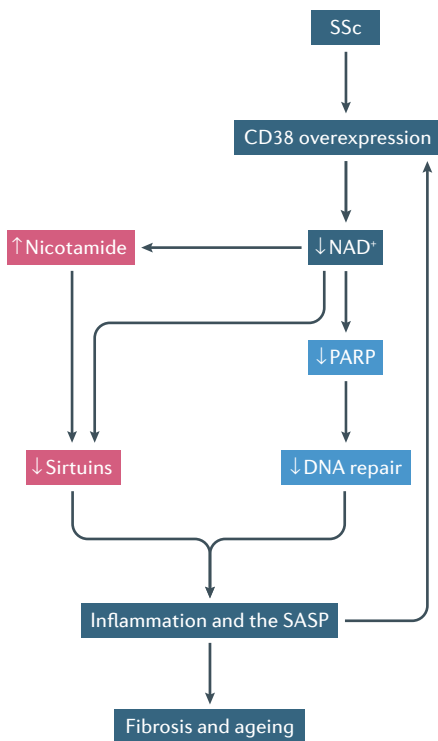 SSc
CD38 overexpression
↑Nicotamide
↓NAD⁺
↓PARP
↓Sirtuins
↓DNA repair
Inflammation and the SASP
Fibrosis and ageing